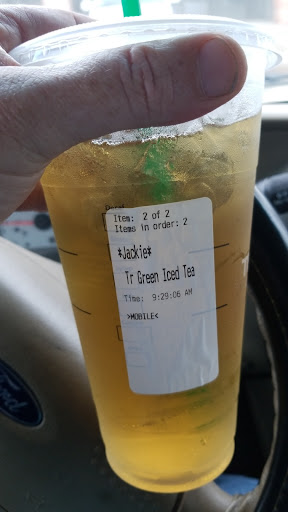 Item: 2 of 2
Items in order: 2
*Jackie*
Tr Green Iced Tea
Time: 9:29:06 AM
>MOBILE<
Ford